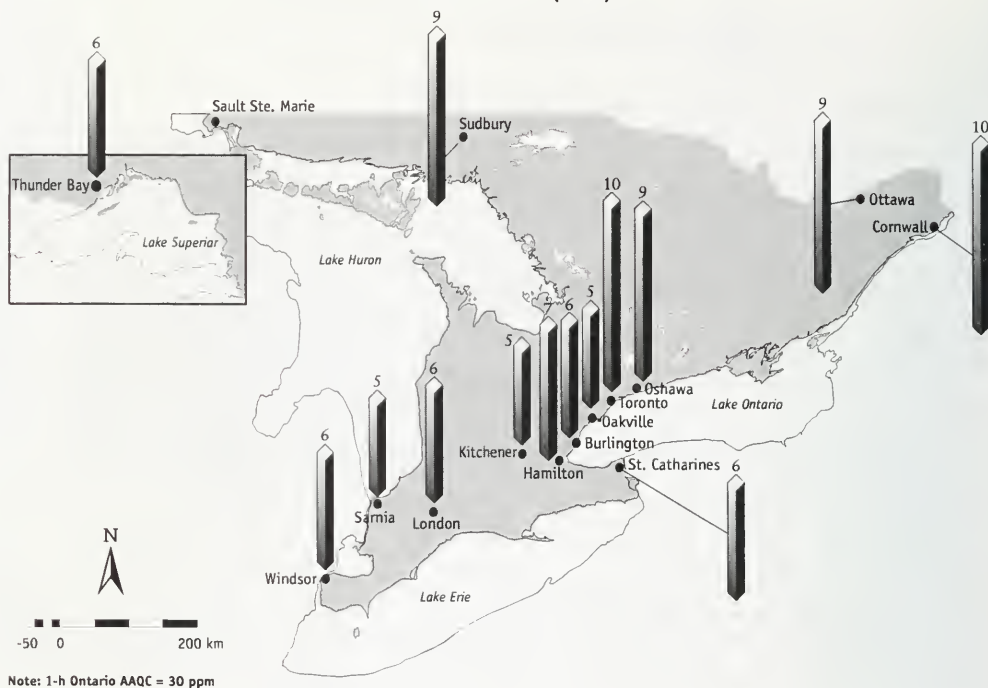 6
9
Sault Ste. Marie
Sudbury
9
10
Thunder Bay
10
9
Ottawa
Cornwall
Lake Superiar
Lake Huron
5
7
6
5
5
6
Oshawa
Toronto
Lake Ontario
Oakville
6
Kitchener
Burlington
Hamilton
St. Catharines
6
Sarnia
London
N
Windsor
Lake Erie
-50 0 200 km
Note: 1-h Ontario AAQC = 30 ppm